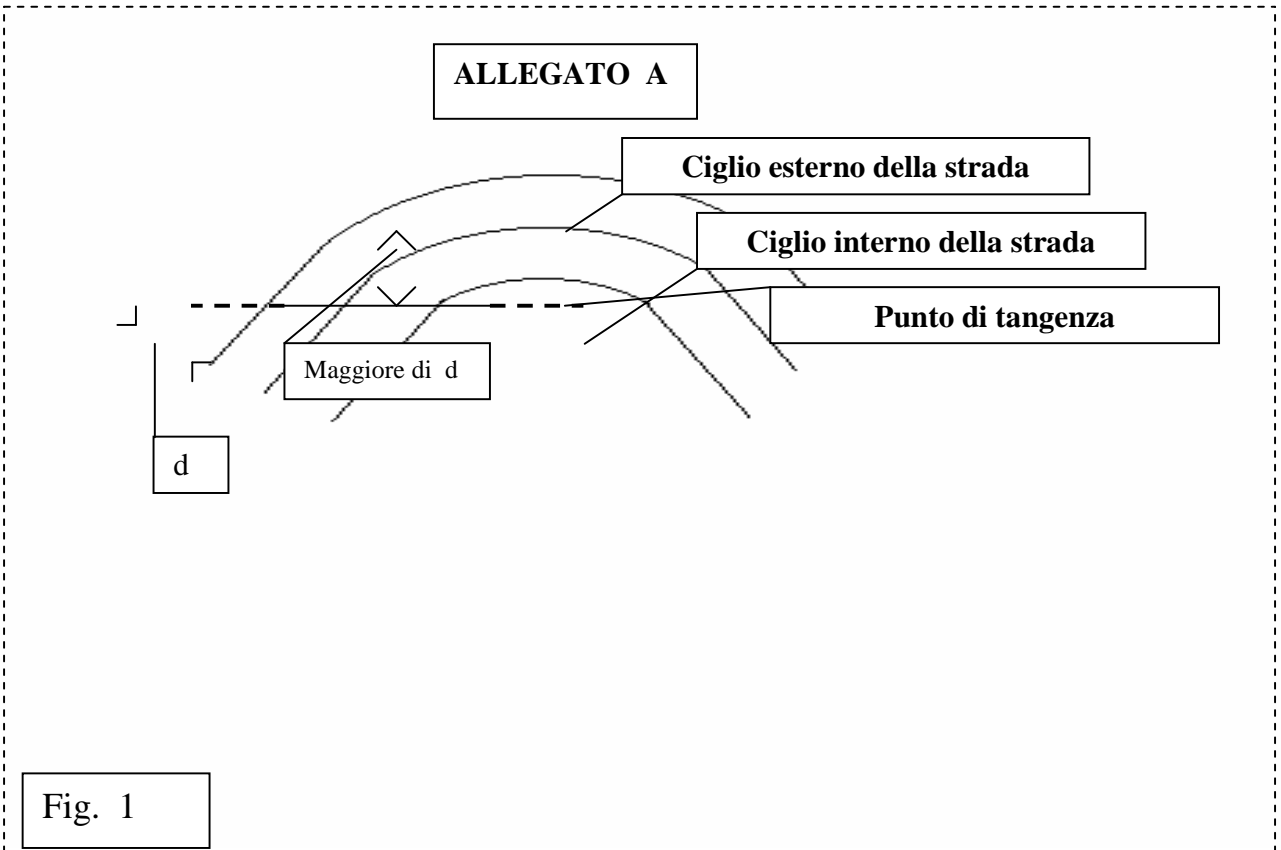 ALLEGATO A
Ciglio esterno della strada
Ciglio interno della strada
Punto di tangenza
Maggiore di d
d
Fig. 1